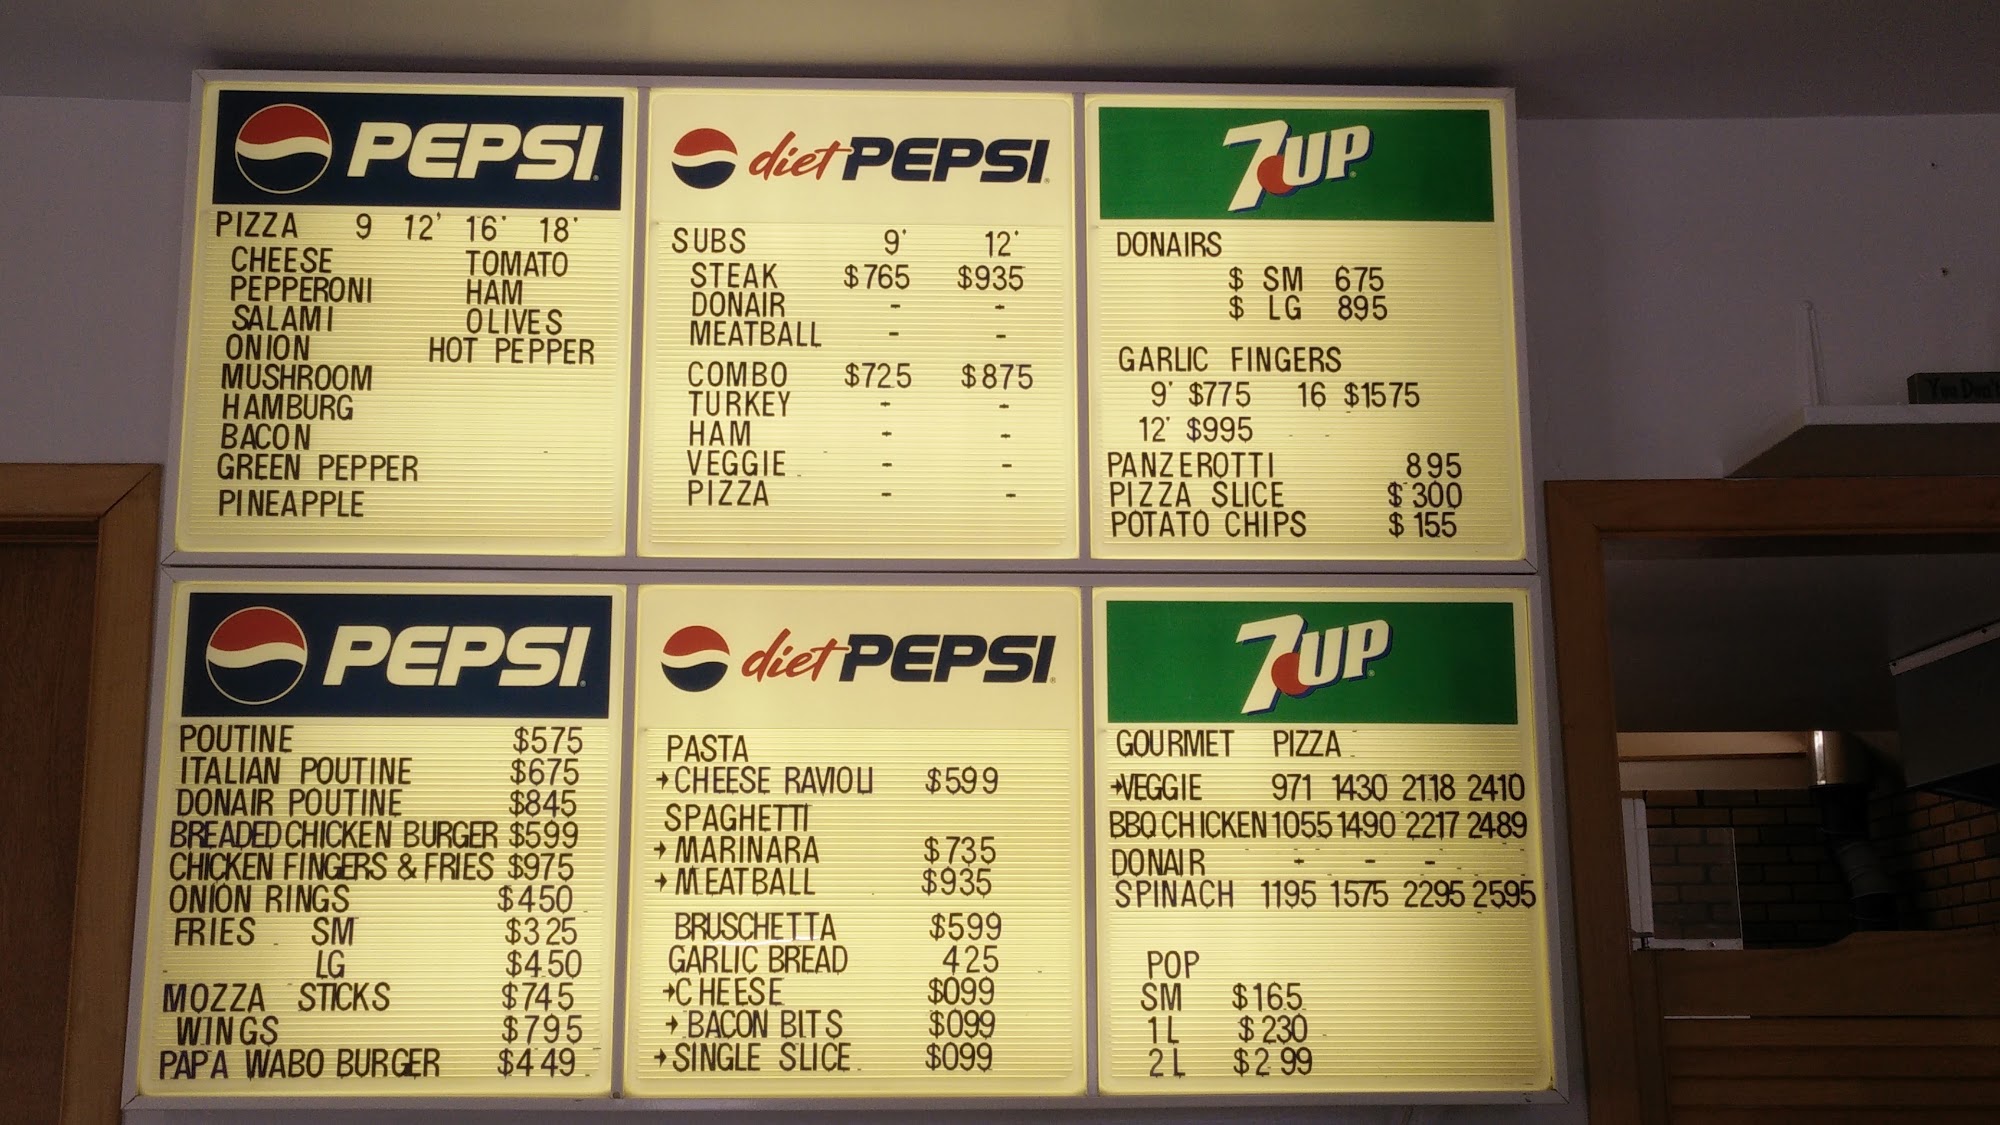 PEPSI
PIZZA 9 12' 16' 18'
CHEESE TOMATO
PEPPERONI HAM
SALAMI OLIVES
ONION HOT PEPPER
MUSHROOM
HAMBURG
BACON
GREEN PEPPER
PINEAPPLE
diet PEPSI
SUBS 9' 12'
STEAK $765 $935
DONAIR - -
MEATBALL - -
COMBO $725 $875
TURKEY - -
HAM - -
VEGGIE - -
PIZZA - -
7UP
DONAIRS
$ SM 675
$ LG 895
GARLIC FINGERS
9' $775 16 $1575
12' $995
PANZEROTTI 895
PIZZA SLICE $300
POTATO CHIPS $155
PEPSI
POUTINE $575
ITALIAN POUTINE $675
DONAIR POUTINE $845
BREADED CHICKEN BURGER $599
CHICKEN FINGERS & FRIES $975
ONION RINGS $450
FRIES SM $325
LG $450
MOZZA STICKS $745
WINGS $795
PAPA WABO BURGER $449
diet PEPSI
PASTA
→CHEESE RAVIOLI $599
SPAGHETTI
→MARINARA $735
→MEATBALL $935
BRUSCHETTA $599
GARLIC BREAD 425
→CHEESE $099
→BACON BITS $099
→SINGLE SLICE $099
7UP
GOURMET PIZZA
→VEGGIE 971 1430 2118 2410
BBQ CHICKEN 1055 1490 2217 2489
DONAIR - - -
SPINACH 1195 1575 2295 2595
POP
SM $165
1L $230
2L $299
You Don't